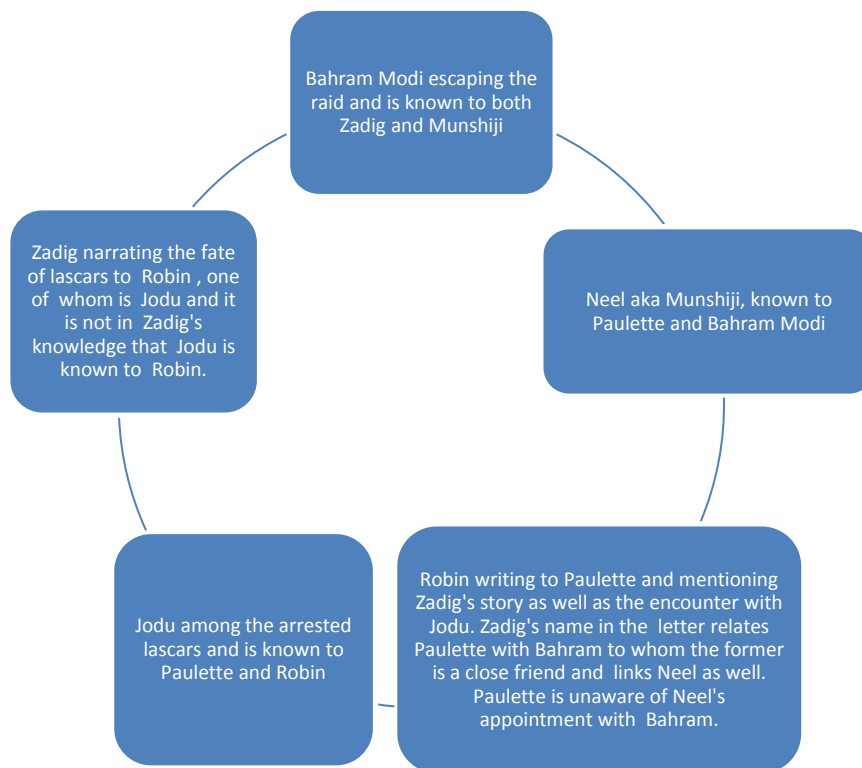 Bahram Modi escaping the
raid and is known to both
Zadig and Munshiji
Neel aka Munshiji, known to
Paulette and Bahram Modi
Robin writing to Paulette and mentioning
Zadig's story as well as the encounter with
Jodu. Zadig's name in the letter relates
Paulette with Bahram to whom the former
is a close friend and links Neel as well.
Paulette is unaware of Neel's
appointment with Bahram.
Jodu among the arrested
lascars and is known to
Paulette and Robin
Zadig narrating the fate
of lascars to Robin , one
of whom is Jodu and it
is not in Zadig's
knowledge that Jodu is
known to Robin.